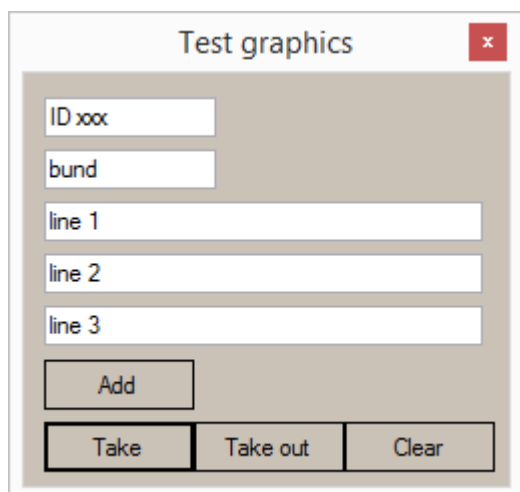 Test graphics x
ID xxx
bund
line 1
line 2
line 3
Add
Take Take out Clear